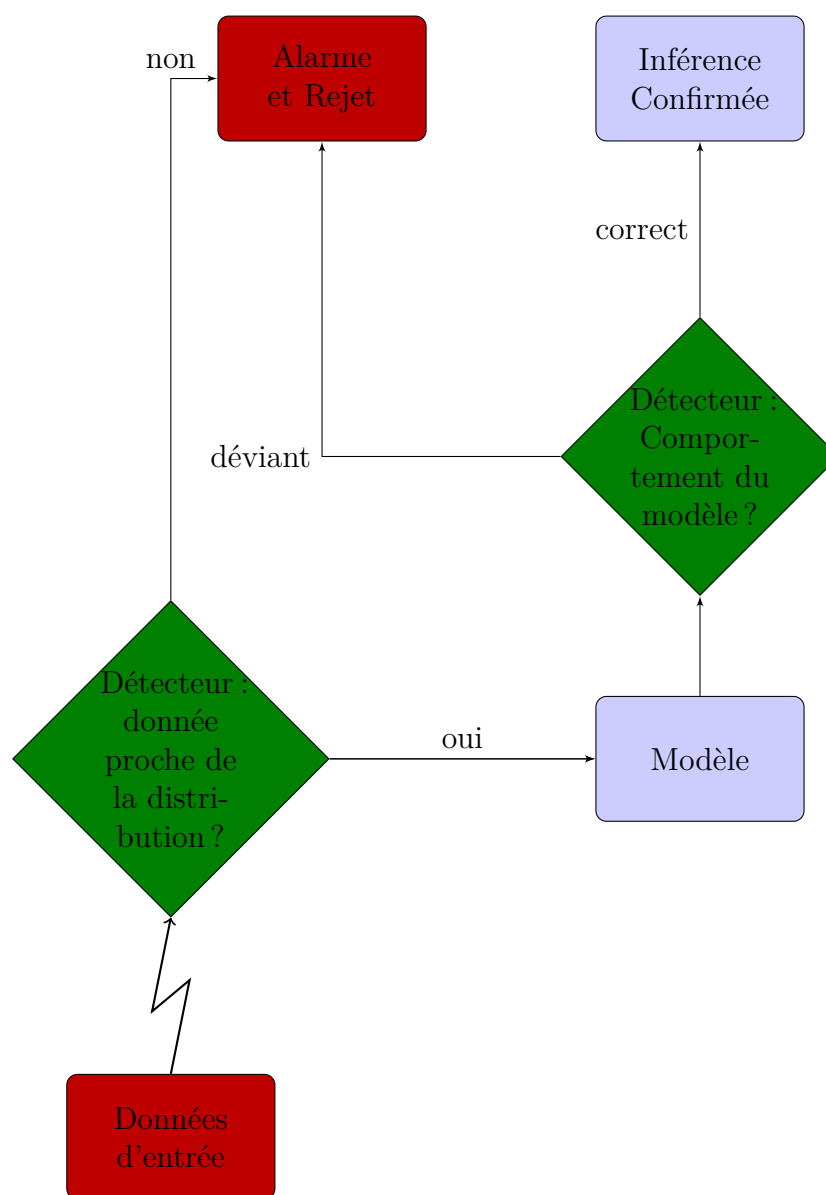 non
Alarme
et Rejet
Inférence
Confirmée
correct
Détecteur :
Compor-
tement du
modèle ?
déviant
Détecteur :
donnée
proche de
la distri-
bution ?
oui
Modèle
Données
d'entrée